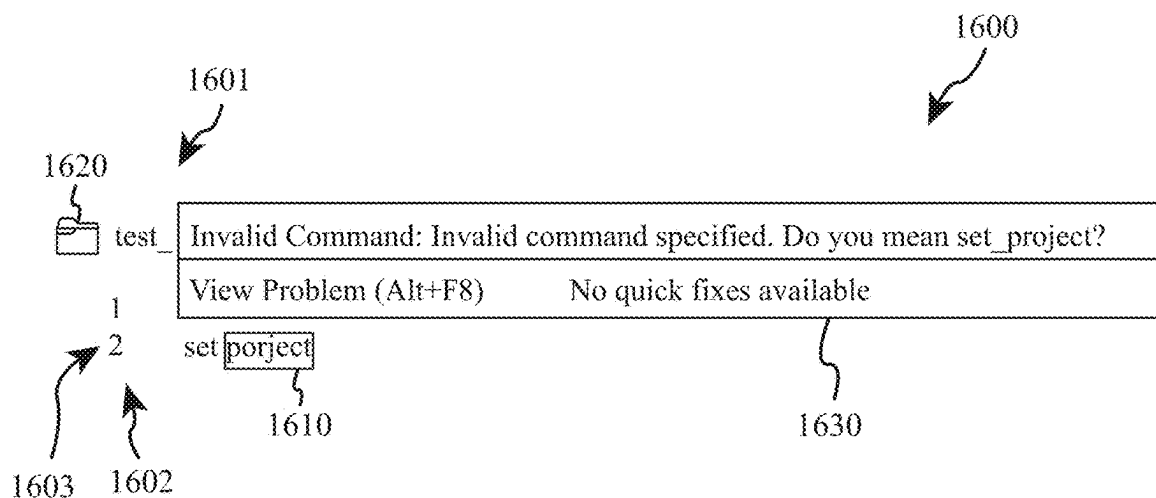 1600
1601
1620
test_ Invalid Command: Invalid command specified. Do you mean set_project?
View Problem (Alt+F8) No quick fixes available
1
2 set porject
1610 1630
1603 1602